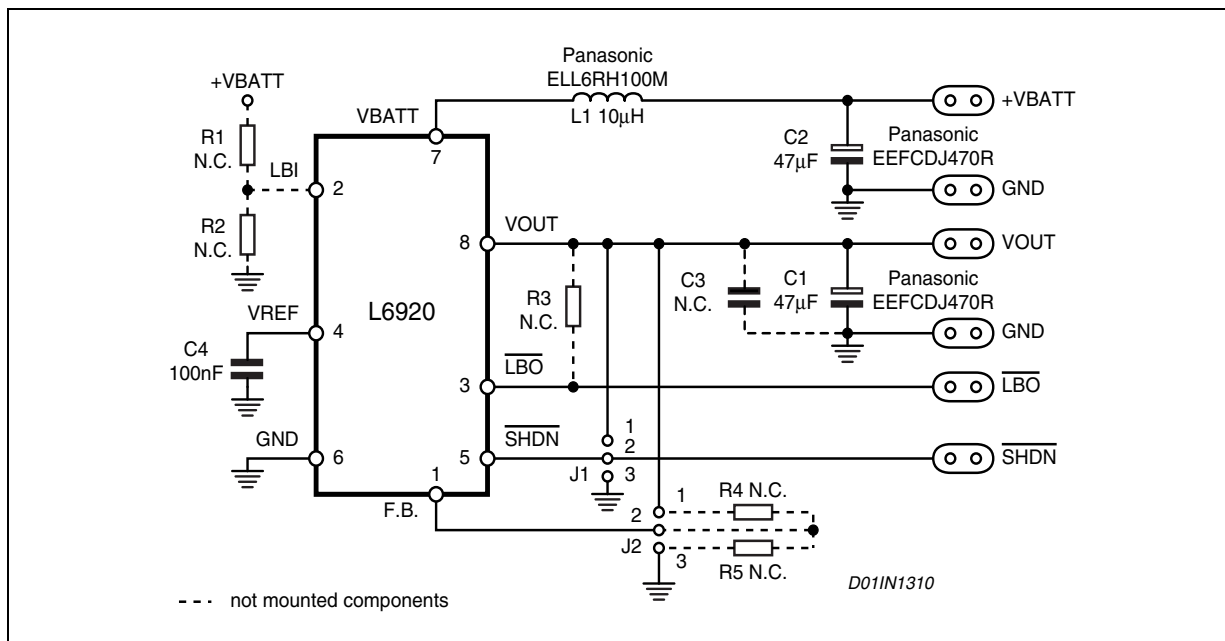 Panasonic
ELL6RH100M
+VBATT
L1 10μH
VBATT
7
+VBATT
R1
N.C.
LBI
2
C2
47μF
Panasonic
EEFCDJ470R
GND
R2
N.C.
VOUT
8
VOUT
L6920
R3
N.C.
C3
N.C.
C1
47μF
Panasonic
EEFCDJ470R
VREF
4
GND
C4
100nF
LBO
3
LBO
GND
6
SHDN
5
1
2
3
J1
SHDN
1
F.B.
1
2
3
J2
R4 N.C.
R5 N.C.
D01IN1310
not mounted components